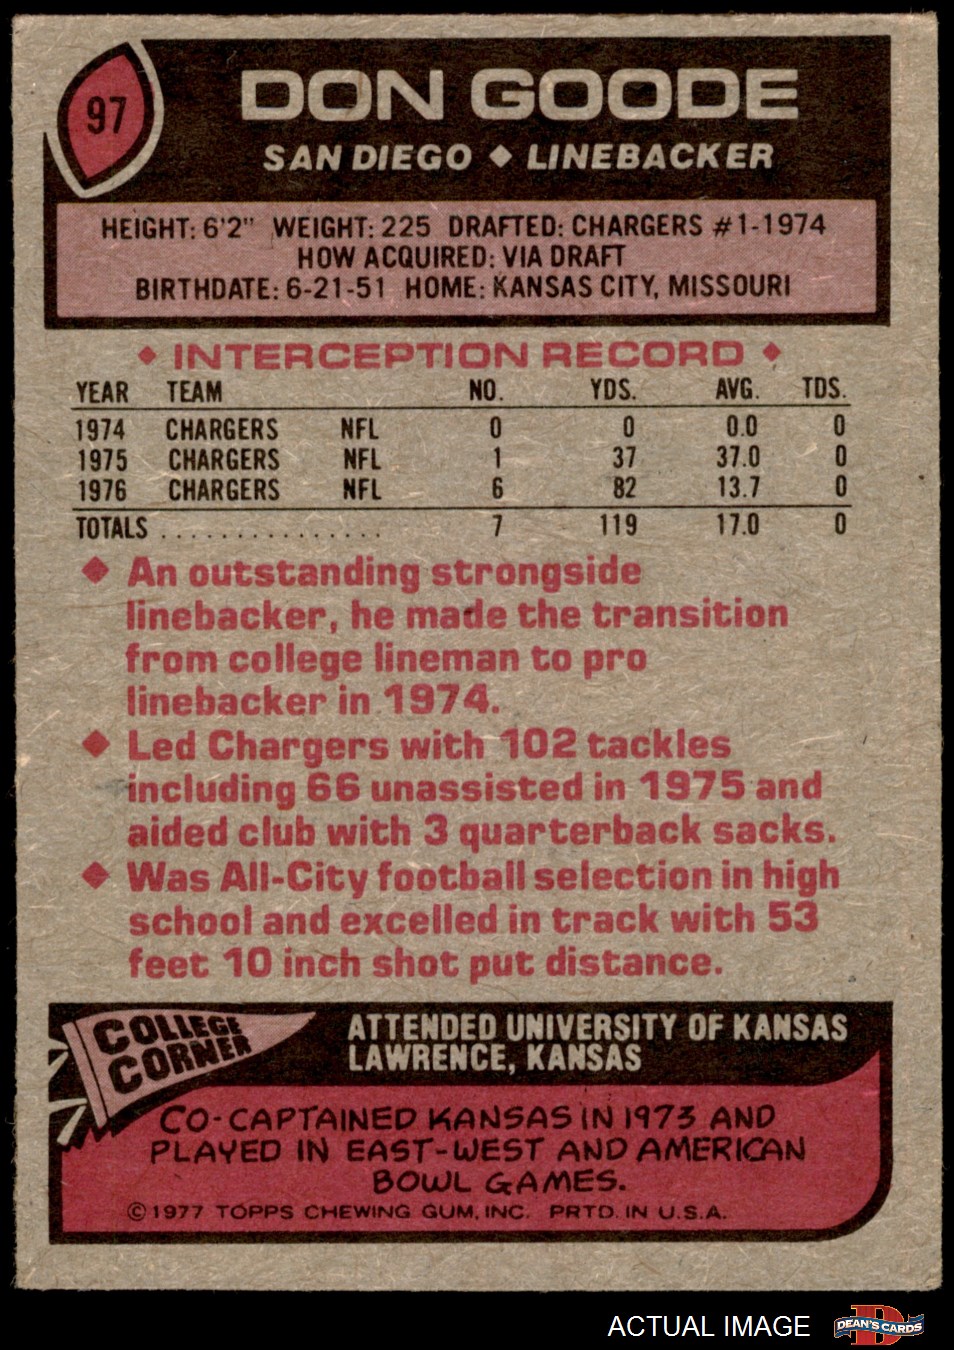 97
DON GOODE
SAN DIEGO ◆ LINEBACKER
HEIGHT: 6'2" WEIGHT: 225 DRAFTED: CHARGERS #1-1974
HOW ACQUIRED: VIA DRAFT
BIRTHDATE: 6-21-51 HOME: KANSAS CITY, MISSOURI
◆ INTERCEPTION RECORD ◆
YEAR TEAM NO. YDS. AVG. TDS.
1974 CHARGERS NFL 0 0 0.0 0
1975 CHARGERS NFL 1 37 37.0 0
1976 CHARGERS NFL 6 82 13.7 0
TOTALS ............... 7 119 17.0 0
◆ An outstanding strongside
linebacker, he made the transition
from college lineman to pro
linebacker in 1974.
◆ Led Chargers with 102 tackles
including 66 unassisted in 1975 and
aided club with 3 quarterback sacks.
◆ Was All-City football selection in high
school and excelled in track with 53
feet 10 inch shot put distance.
COLLEGE
CORNER
ATTENDED UNIVERSITY OF KANSAS
LAWRENCE, KANSAS
CO-CAPTAINED KANSAS IN 1973 AND
PLAYED IN EAST-WEST AND AMERICAN
BOWL GAMES.
©1977 TOPPS CHEWING GUM, INC. PRTD. IN U.S.A.
ACTUAL IMAGE
D
DEAN'S CARDS